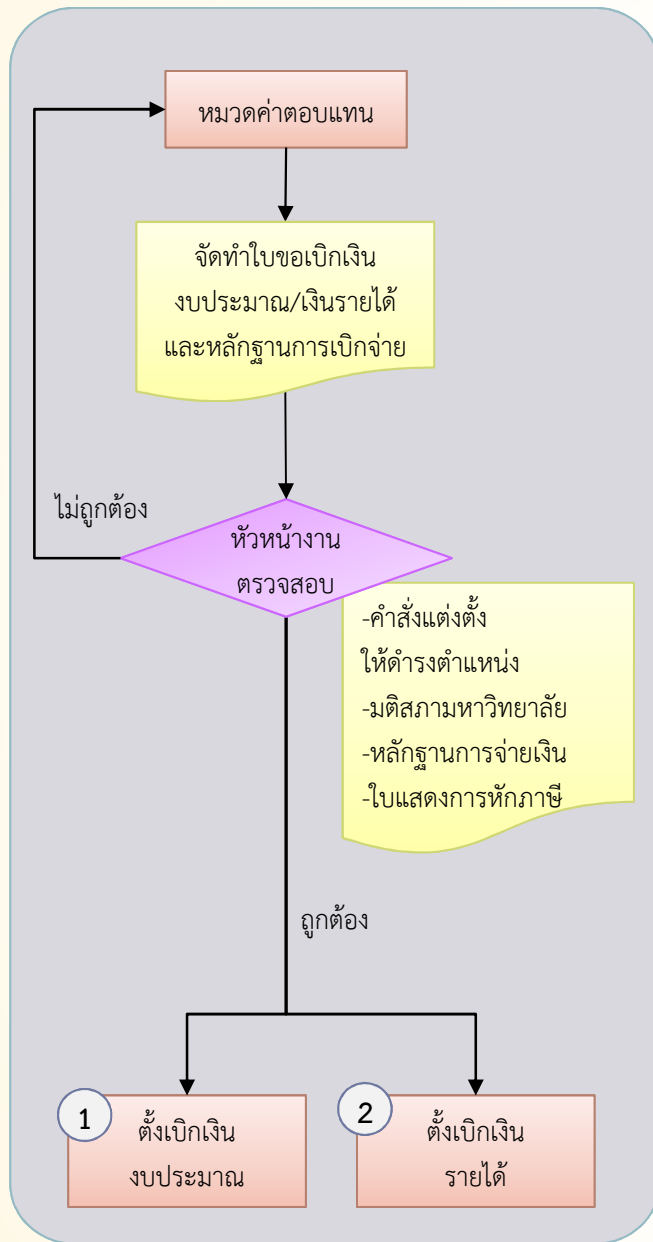 หมวดค่าตอบแทน
จัดทำใบขอเบิกเงิน
งบประมาณ/เงินรายได้
และหลักฐานการเบิกจ่าย
ไม่ถูกต้อง
หัวหน้างาน
ตรวจสอบ
-คำสั่งแต่งตั้ง
ให้ดำรงตำแหน่ง
-มติสภามหาวิทยาลัย
-หลักฐานการจ่ายเงิน
-ใบแสดงการหักภาษี
ถูกต้อง
1
ตั้งเบิกเงิน
งบประมาณ
2
ตั้งเบิกเงิน
รายได้